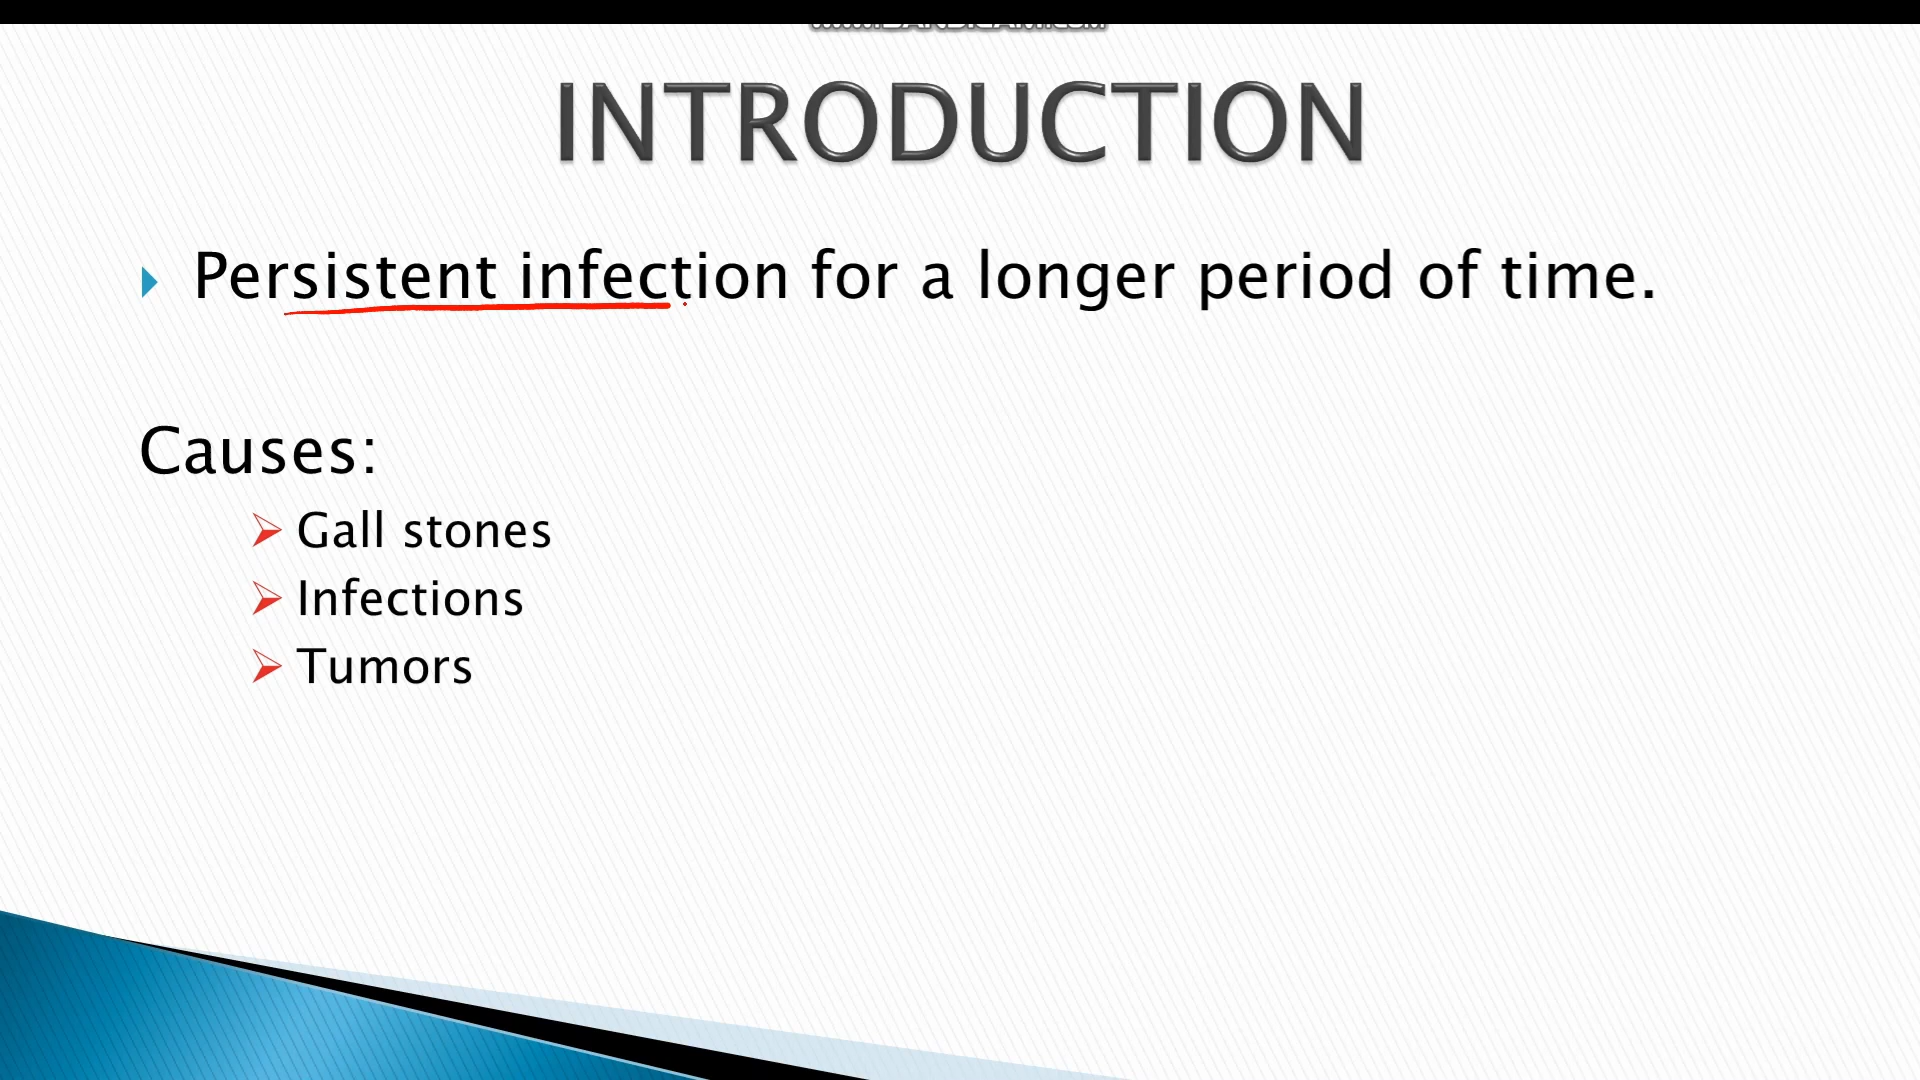 INTRODUCTION
Persistent infection for a longer period of time.
Causes:
Gall stones
Infections
Tumors